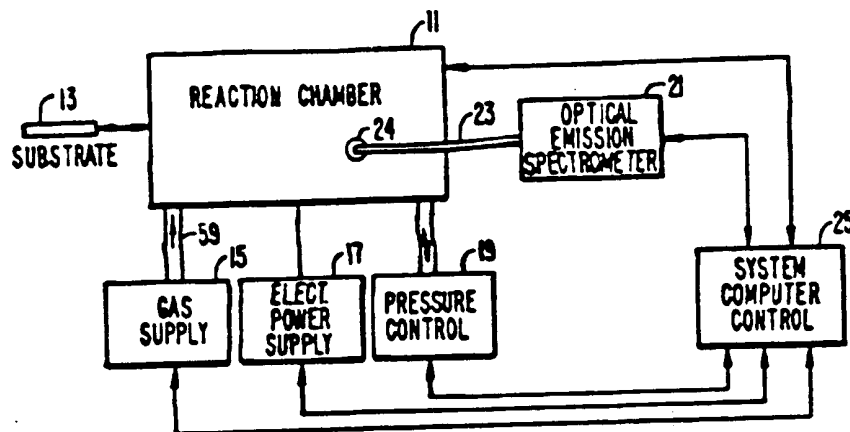 11
REACTION CHAMBER
13
SUBSTRATE
24
23
21
OPTICAL
EMISSION
SPECTROMETER
59
15
GAS
SUPPLY
17
ELECT
POWER
SUPPLY
19
PRESSURE
CONTROL
25
SYSTEM
COMPUTER
CONTROL